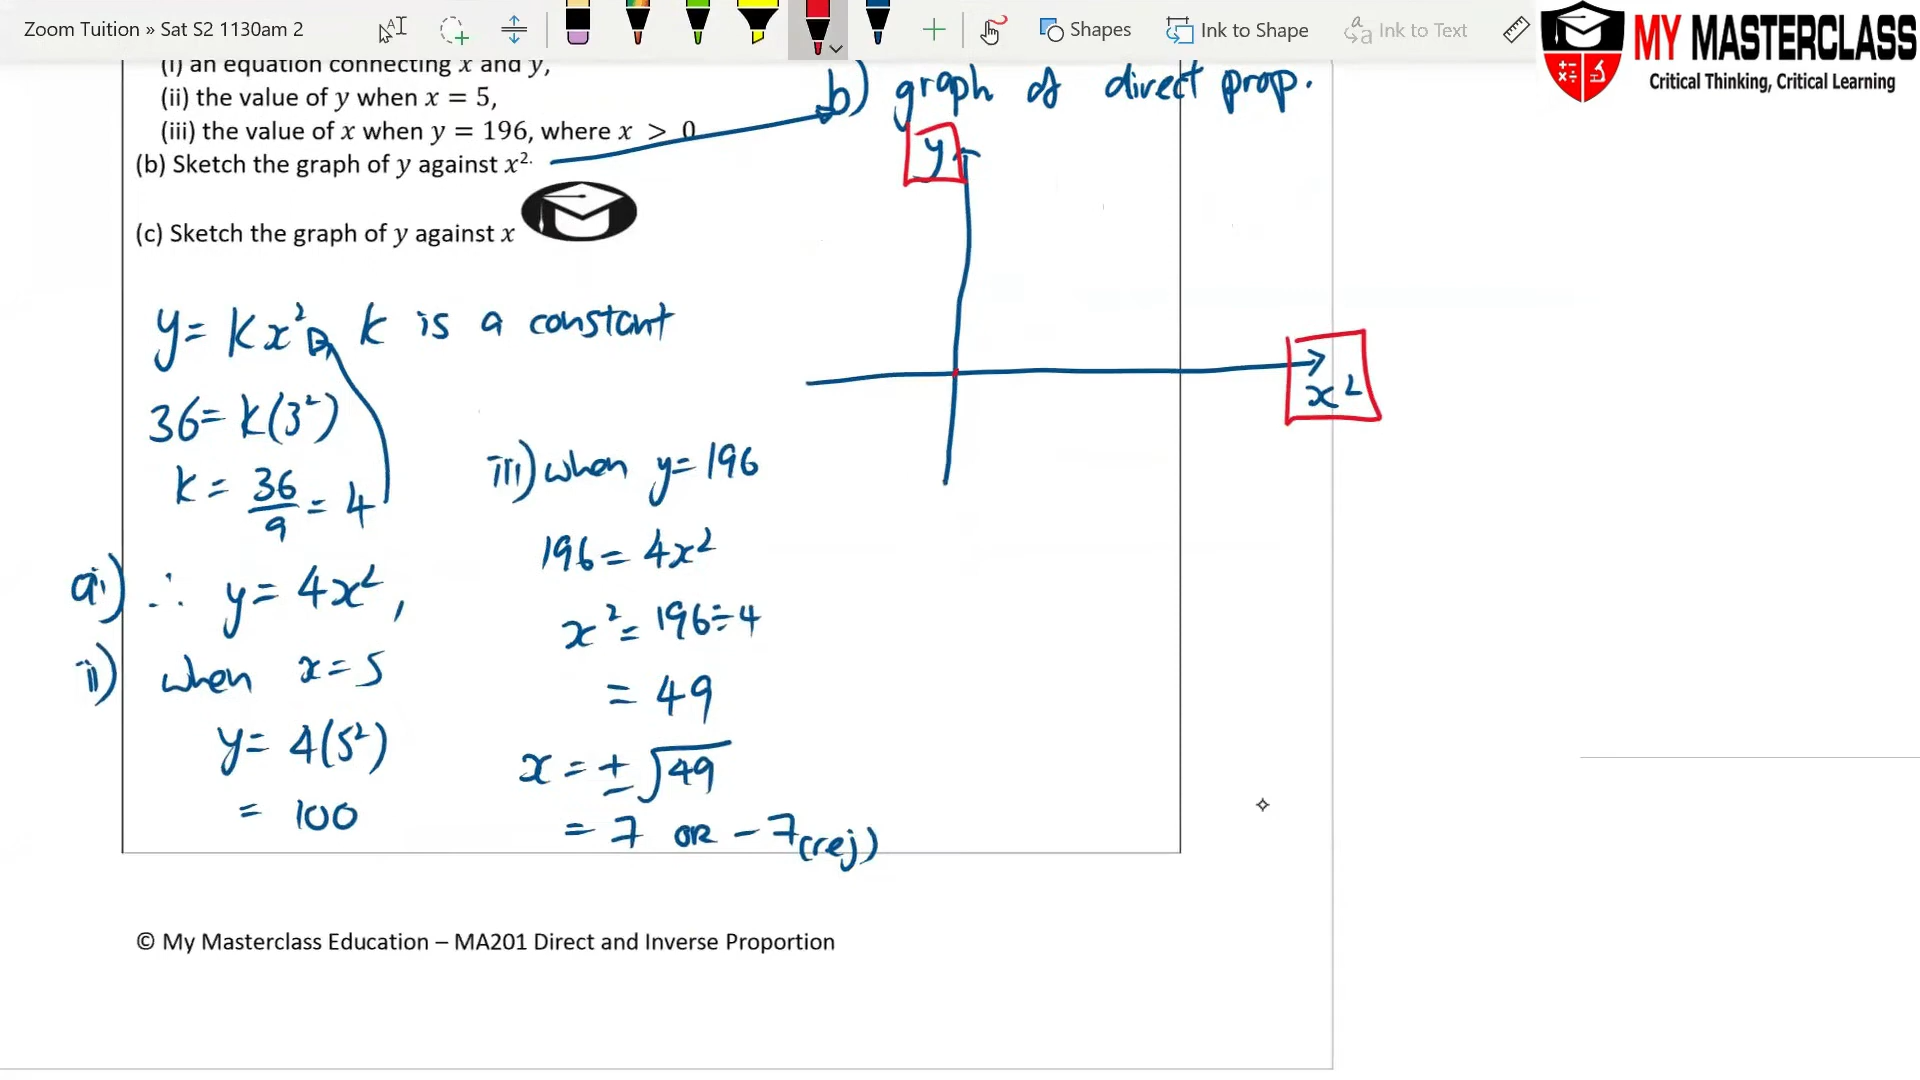 Zoom Tuition » Sat S2 1130am 2
Shapes
Ink to Shape
Ink to Text
MY MASTERCLASS
Critical Thinking, Critical Learning
(i) an equation connecting x and y,
(ii) the value of y when x = 5,
(iii) the value of x when y = 196, where x > 0
(b) Sketch the graph of y against x².
(c) Sketch the graph of y against x
y = kx², k is a constant
36 = k(3²)
k = 36/9 = 4
ai) ∴ y = 4x²,
ii) when x = 5
y = 4(5²)
= 100
iii) when y = 196
196 = 4x²
x² = 196 ÷ 4
= 49
x = ± √49
= 7 OR −7 (rej)
b) graph of direct prop.
y
x²
© My Masterclass Education – MA201 Direct and Inverse Proportion